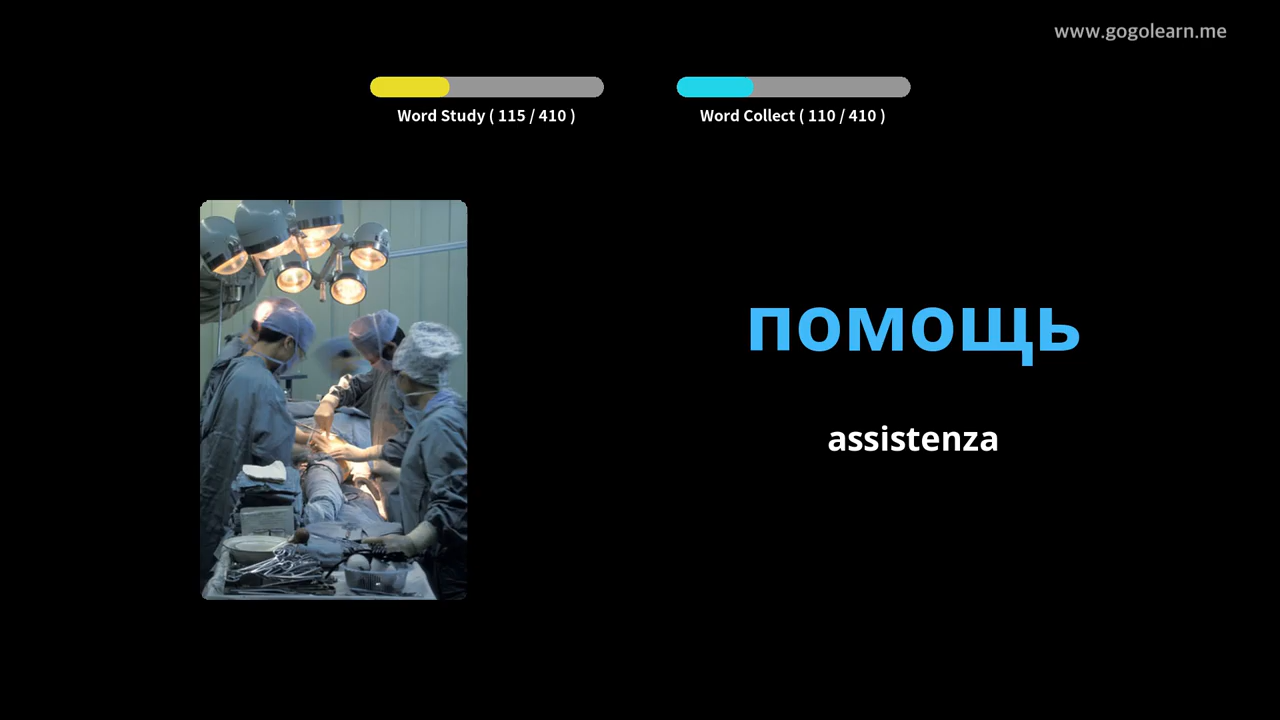 www.gogolearn.me
Word Study ( 115 / 410 )
Word Collect ( 110 / 410 )
помощь
assistenza